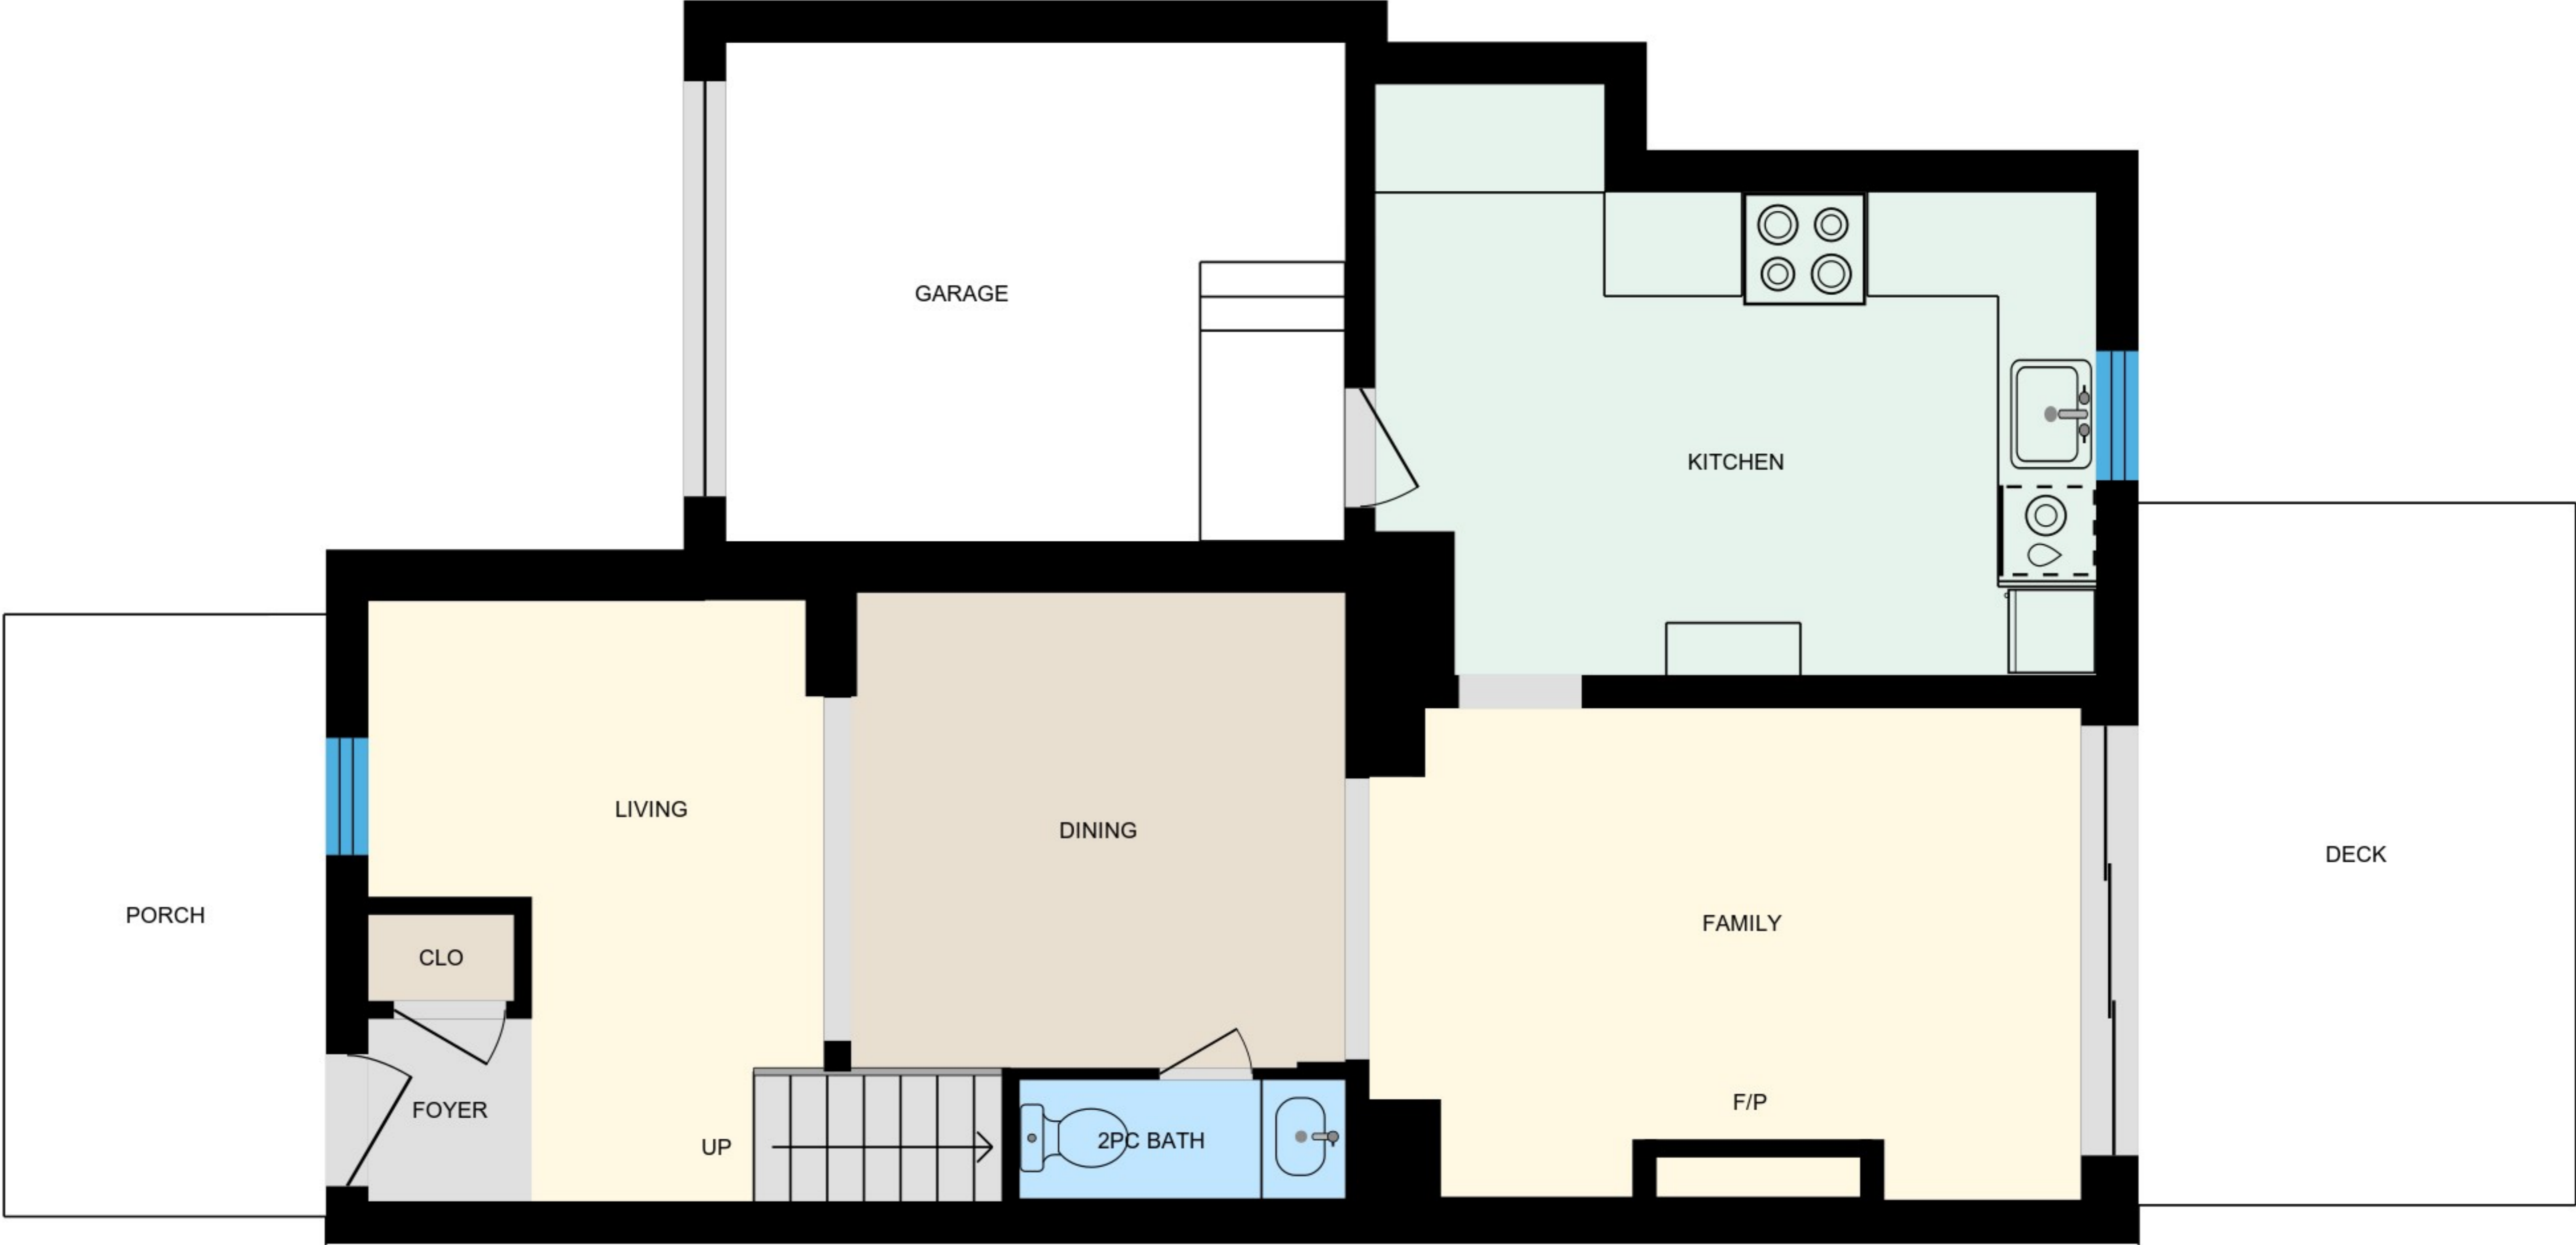 GARAGE
KITCHEN
LIVING
DINING
DECK
PORCH
FAMILY
CLO
FOYER
F/P
UP
2PC BATH